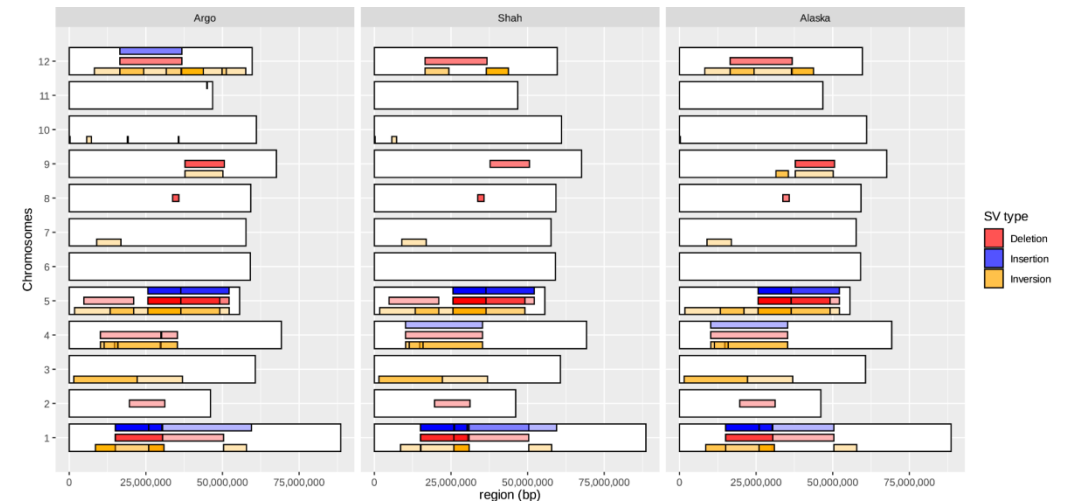 Argo Shah Alaska
12
11
10
9
8
7
6
5
4
3
2
1
Chromosomes
0 25,000,000 50,000,000 75,000,000 0 25,000,000 50,000,000 75,000,000 0 25,000,000 50,000,000 75,000,000
region (bp)
SV type
Deletion
Insertion
Inversion